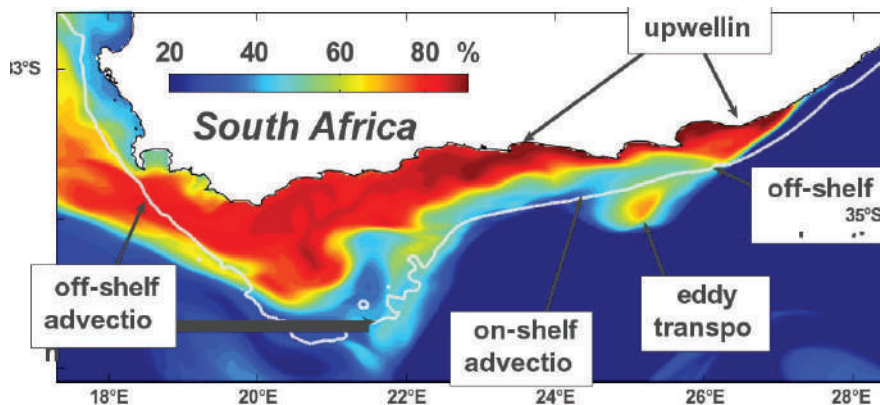 upwellin
20 40 60 80 %
33°S
South Africa
off-shelf
35°S
off-shelf
advectio
n
on-shelf
advectio
eddy
transpo
18°E 20°E 22°E 24°E 26°E 28°E